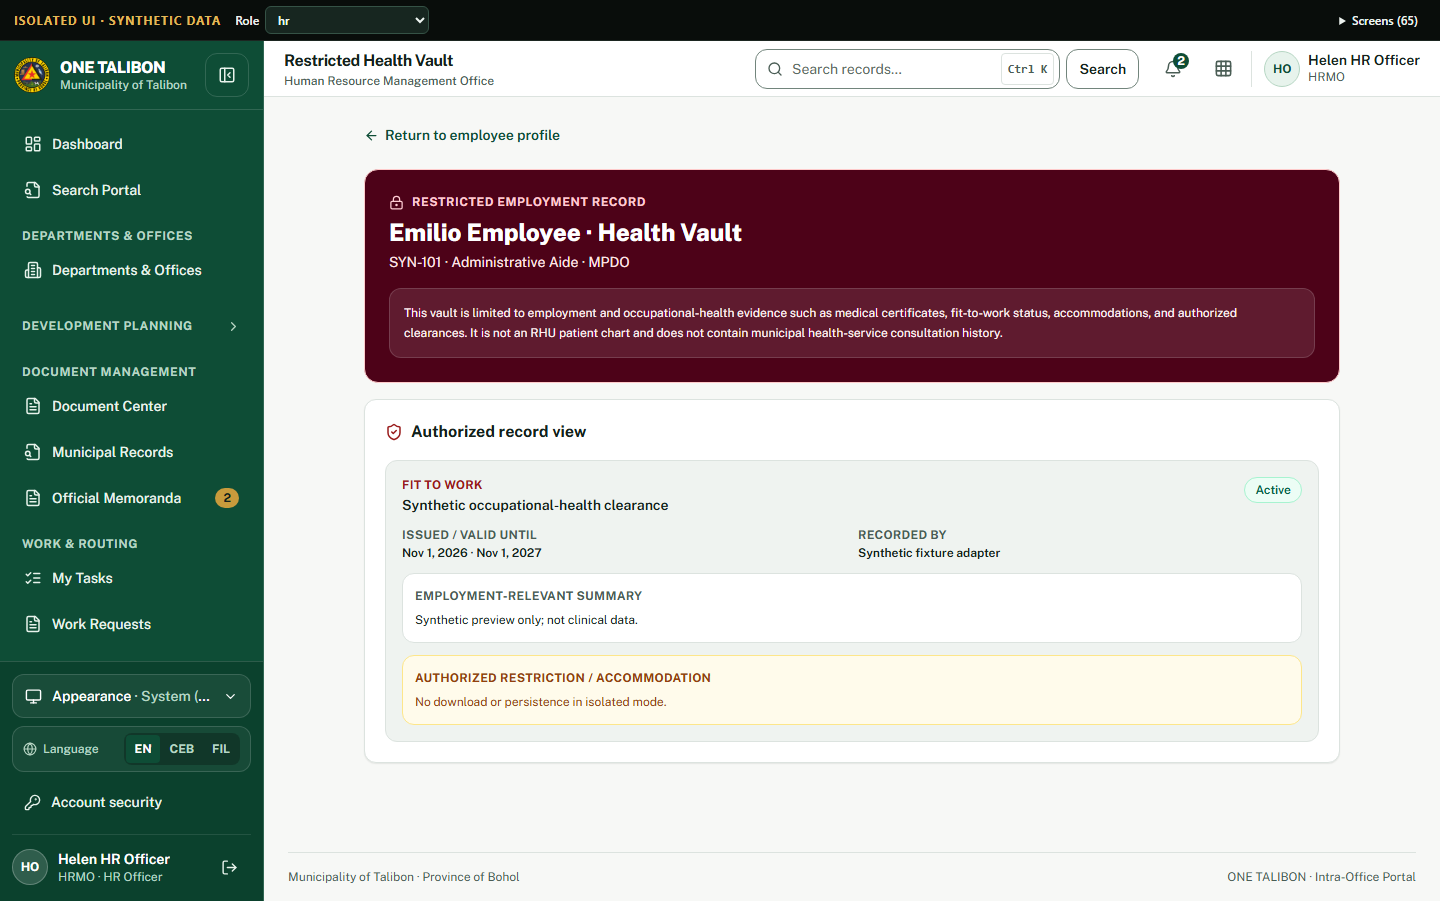 ISOLATED UI · SYNTHETIC DATA Role hr Screens (65)
ONE TALIBON
Municipality of Talibon
Restricted Health Vault
Human Resource Management Office
Search records... Ctrl K Search 2 HO
Helen HR Officer
HRMO
Dashboard
Search Portal
DEPARTMENTS & OFFICES
Departments & Offices
DEVELOPMENT PLANNING
DOCUMENT MANAGEMENT
Document Center
Municipal Records
Official Memoranda 2
WORK & ROUTING
My Tasks
Work Requests
Appearance · System (...
Language EN CEB FIL
Account security
HO
Helen HR Officer
HRMO · HR Officer
Return to employee profile
RESTRICTED EMPLOYMENT RECORD
Emilio Employee · Health Vault
SYN-101 · Administrative Aide · MPDO
This vault is limited to employment and occupational-health evidence such as medical certificates, fit-to-work status, accommodations, and authorized
clearances. It is not an RHU patient chart and does not contain municipal health-service consultation history.
Authorized record view
FIT TO WORK
Synthetic occupational-health clearance
Active
ISSUED / VALID UNTIL
Nov 1, 2026 · Nov 1, 2027
RECORDED BY
Synthetic fixture adapter
EMPLOYMENT-RELEVANT SUMMARY
Synthetic preview only; not clinical data.
AUTHORIZED RESTRICTION / ACCOMMODATION
No download or persistence in isolated mode.
Municipality of Talibon · Province of Bohol
ONE TALIBON · Intra-Office Portal